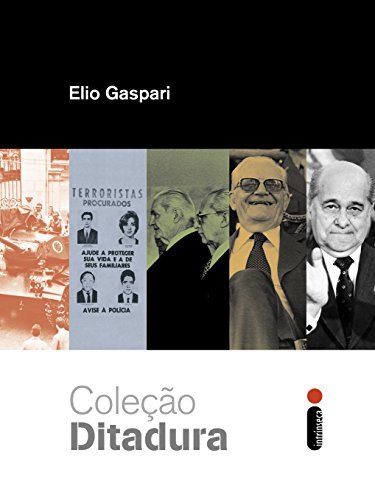 Elio Gaspari
TERRORISTAS
PROCURADOS
AJUDE A PROTEGER
SUA VIDA E A DE
SEUS FAMILIARES
AVISE À POLÍCIA
Coleção
Ditadura
intrínseca